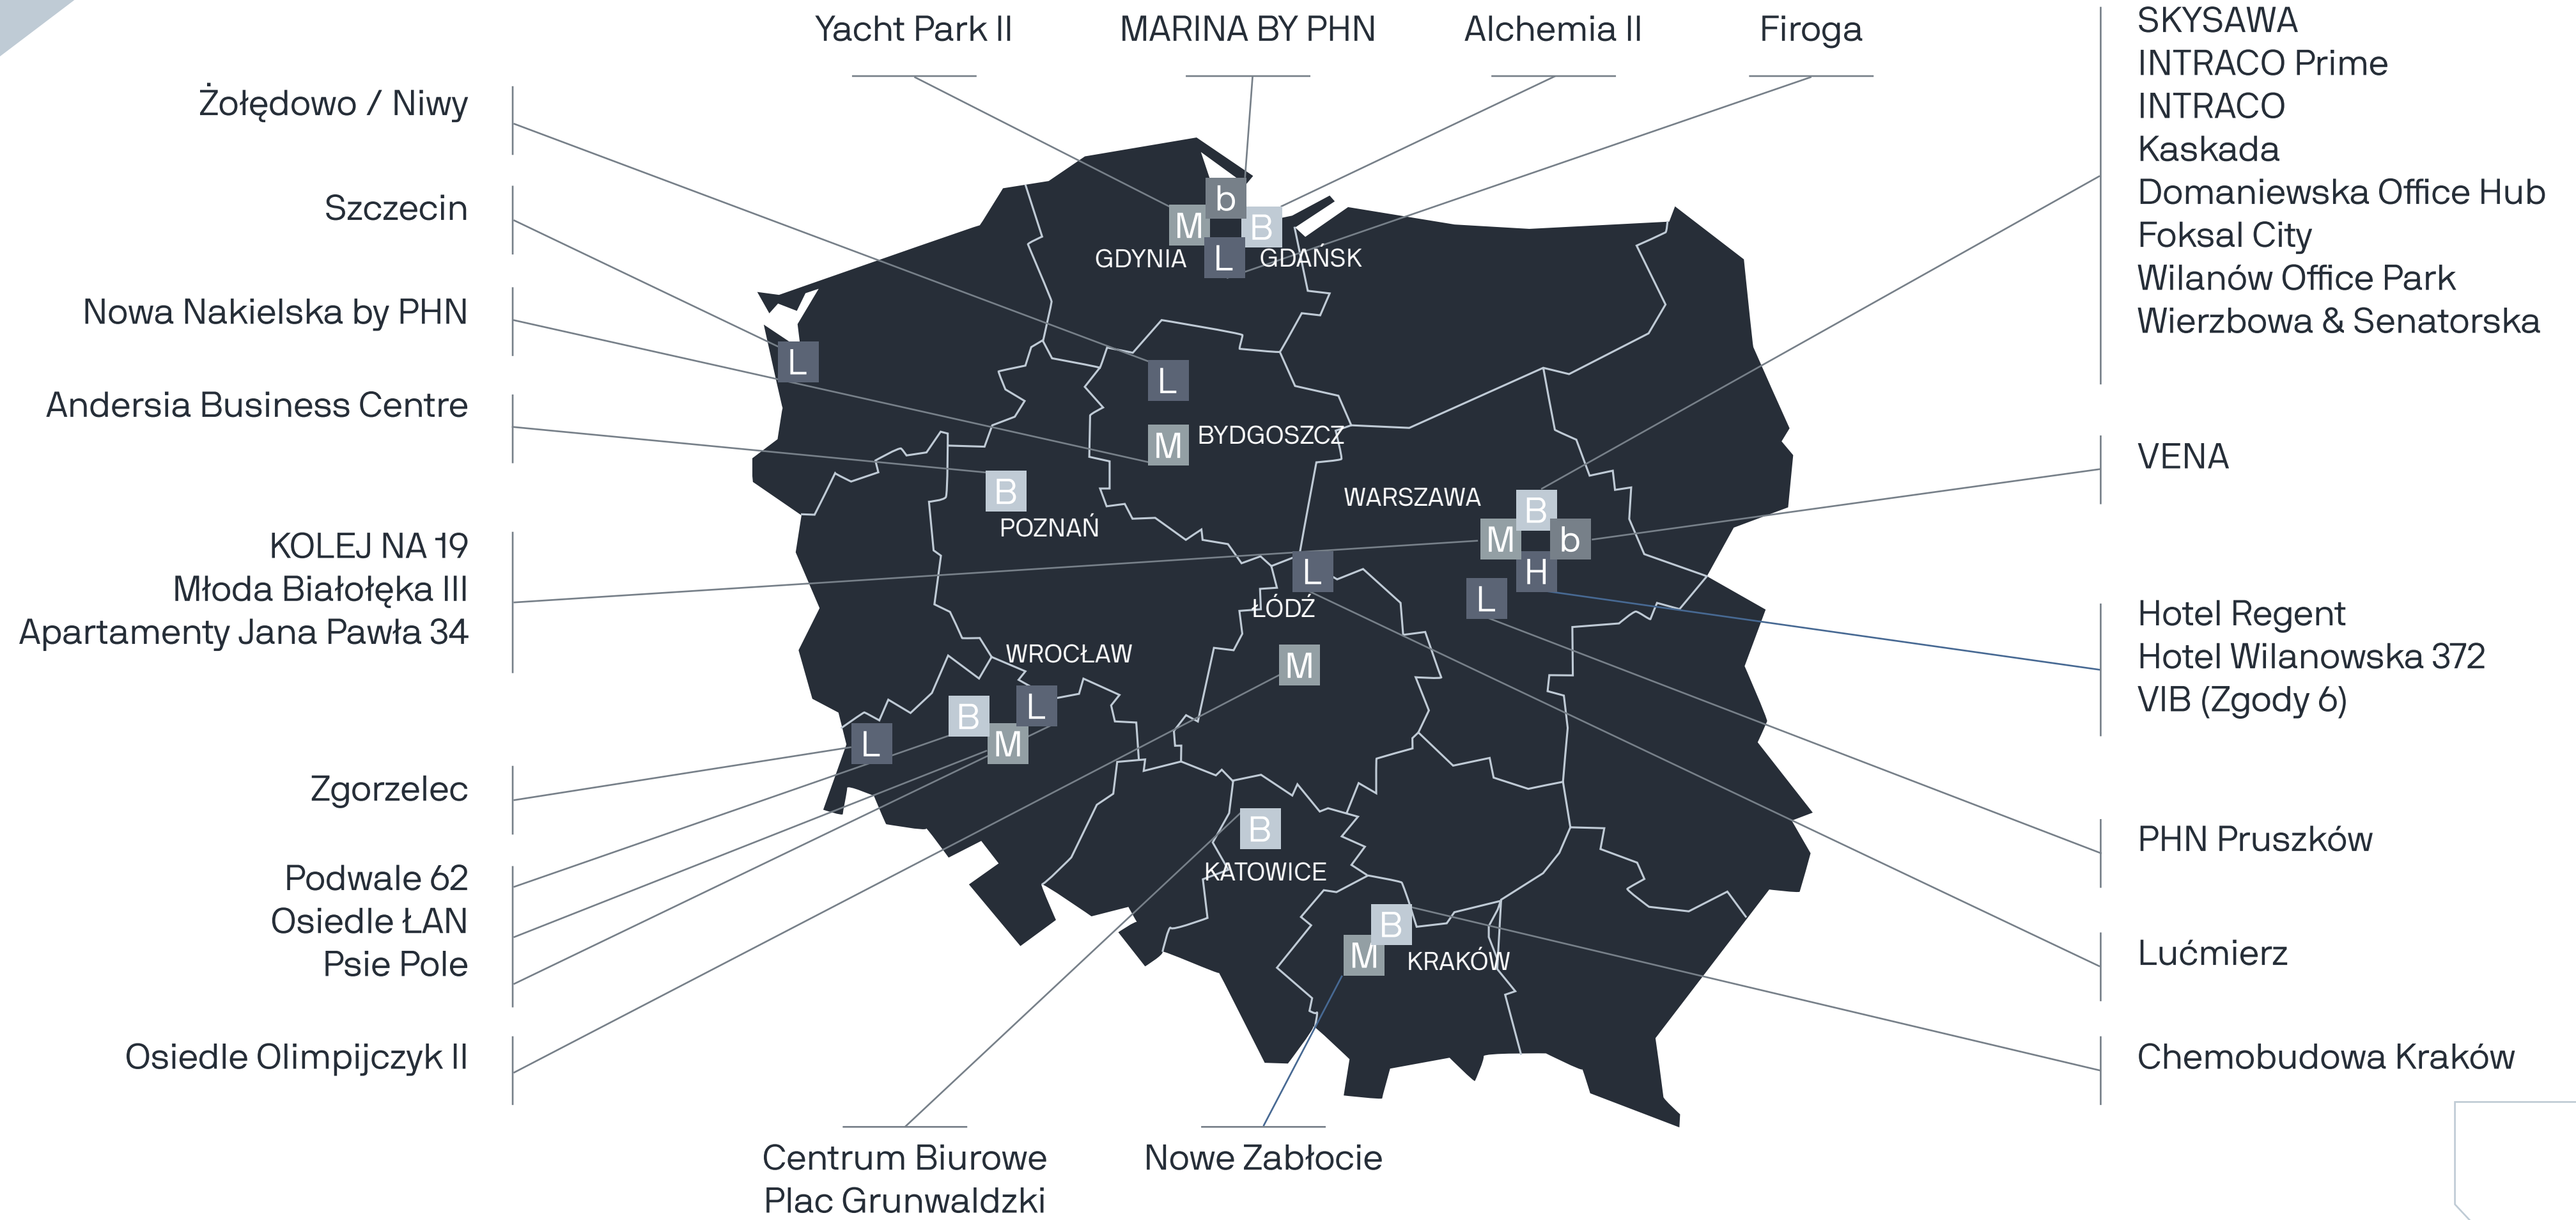 Yacht Park II
MARINA BY PHN
Alchemia II
Firoga
Żołędowo / Niwy
Szczecin
Nowa Nakielska by PHN
Andersia Business Centre
KOLEJ NA 19
Młoda Białołęka III
Apartamenty Jana Pawła 34
Zgorzelec
Podwale 62
Osiedle ŁAN
Psie Pole
Osiedle Olimpijczyk II
b
M
B
GDYNIA
L
GDAŃSK
L
L
M
BYDGOSZCZ
B
POZNAŃ
WARSZAWA
B
M
b
H
L
L
ŁÓDŹ
M
WROCŁAW
L
B
M
L
B
KATOWICE
B
M
KRAKÓW
SKYSAWA
INTRACO Prime
INTRACO
Kaskada
Domaniewska Office Hub
Foksal City
Wilanów Office Park
Wierzbowa & Senatorska
VENA
Hotel Regent
Hotel Wilanowska 372
VIB (Zgody 6)
PHN Pruszków
Lućmierz
Chemobudowa Kraków
Centrum Biurowe
Plac Grunwaldzki
Nowe Zabłocie